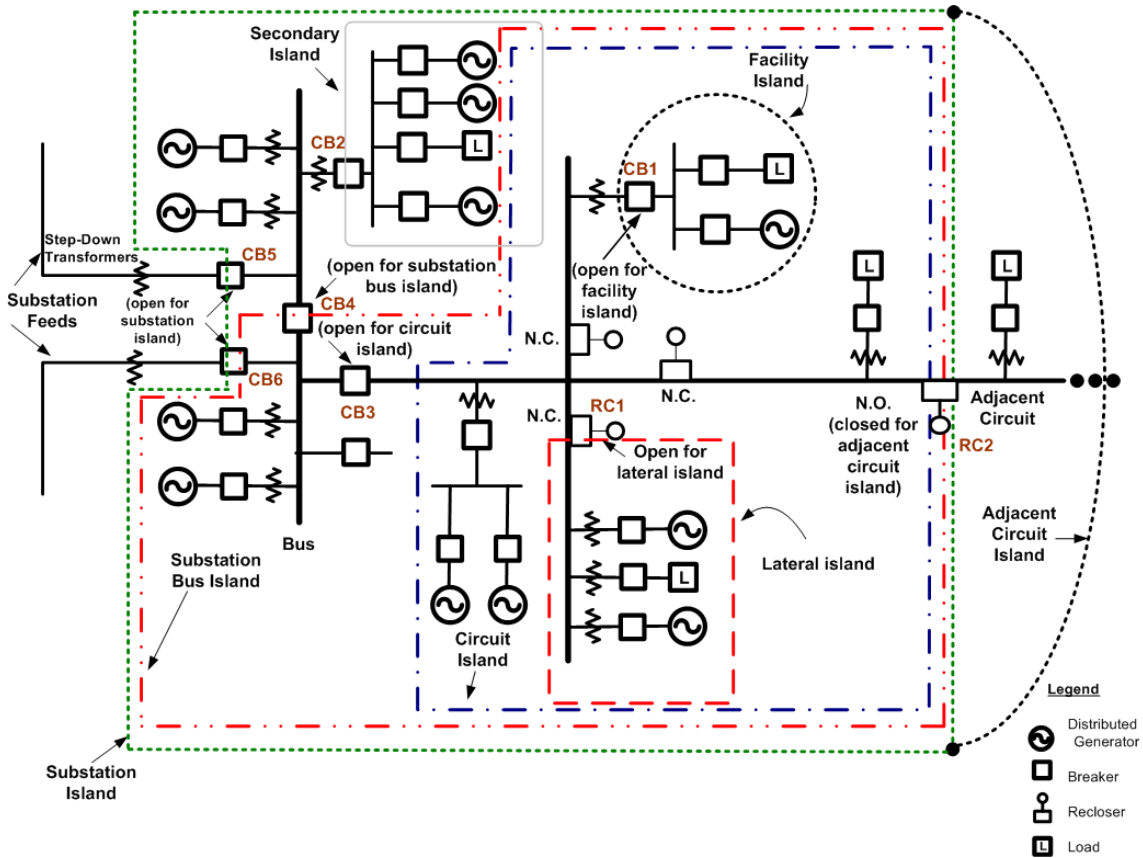 Secondary
Island
Facility
Island
CB2
L
CB1
L
Step-Down
Transformers
CB5
(open for substation
bus island)
(open for
facility
island)
L
L
Substation
Feeds
(open for
substation
island)
CB4
(open for circuit
island)
N.C.
CB6
CB3
N.C.
N.C.
RC1
N.O.
(closed for
adjacent
circuit
island)
Adjacent
Circuit
RC2
Open for
lateral island
Bus
Substation
Bus Island
Adjacent
Circuit
Island
Lateral island
L
Circuit
Island
Substation
Island
Legend
Distributed
Generator
Breaker
Recloser
L
Load